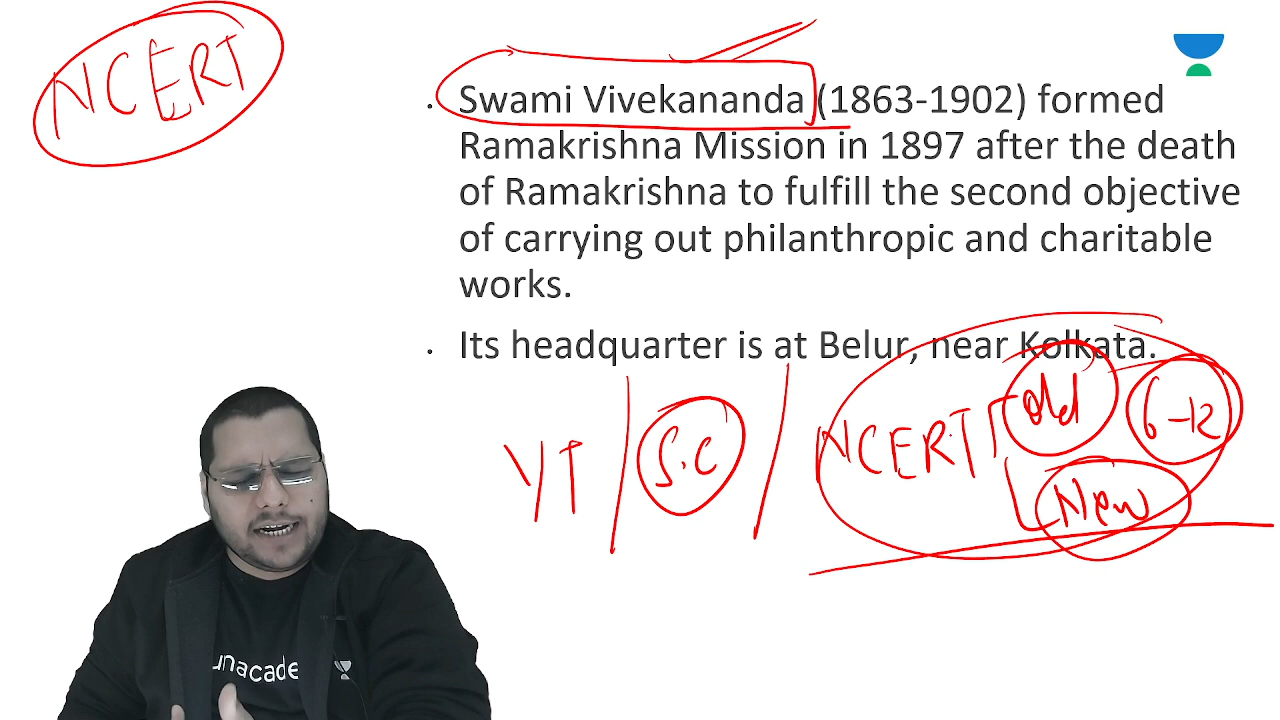 NCERT
. Swami Vivekananda (1863-1902) formed
Ramakrishna Mission in 1897 after the death
of Ramakrishna to fulfill the second objective
of carrying out philanthropic and charitable
works.
. Its headquarter is at Belur, near Kolkata.
YT / S.C / NCERT old 6-12
New
unacade